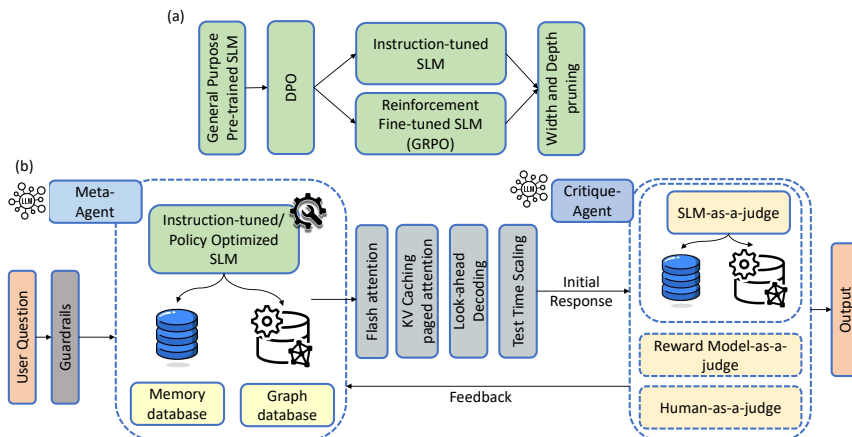 (a)
General Purpose
Pre-trained SLM
DPO
Instruction-tuned
SLM
Reinforcement
Fine-tuned SLM
(GRPO)
Width and Depth
pruning
(b)
LLM
Meta-
Agent
Instruction-tuned/
Policy Optimized
SLM
User Question
Guardrails
Memory
database
Graph
database
Flash attention
KV Caching
paged attention
Look-ahead
Decoding
Test Time Scaling
Initial
Response
Feedback
LLM
Critique-
Agent
SLM-as-a-judge
Reward Model-as-a-
judge
Human-as-a-judge
Output